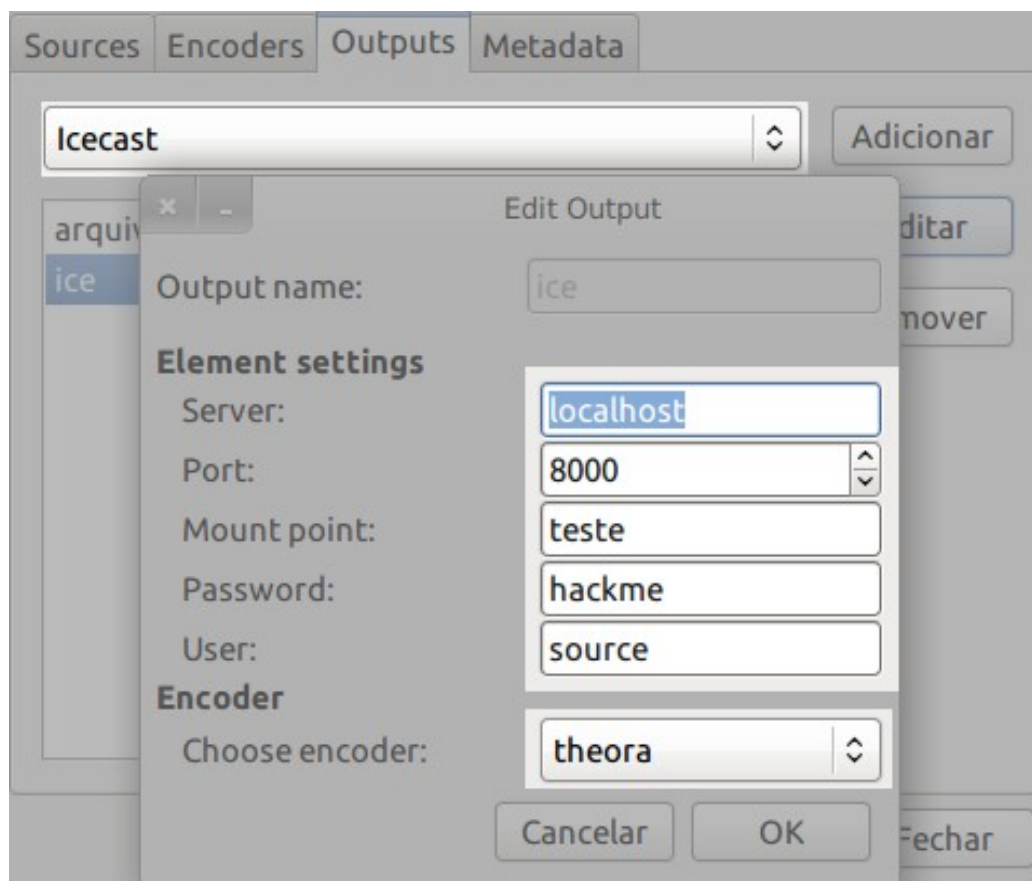 Sources Encoders Outputs Metadata
Icecast Adicionar
Edit Output
arquiv ditar
ice Output name: ice
mover
Element settings
Server: localhost
Port: 8000
Mount point: teste
Password: hackme
User: source
Encoder
Choose encoder: theora
Cancelar OK
Fechar